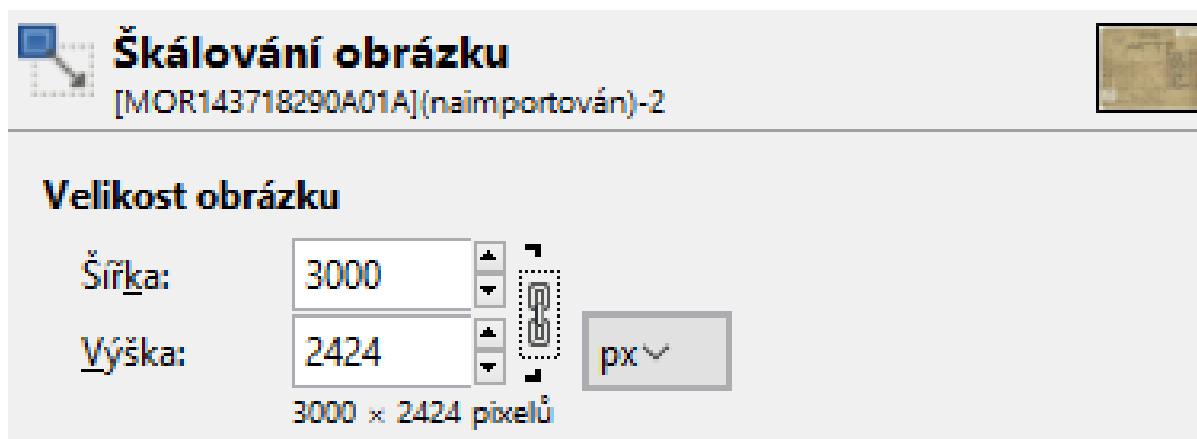 Škálování obrázku
[MOR143718290A01A](naimportován)-2
Velikost obrázku
Šířka: 3000
Výška: 2424 px
3000 × 2424 pixelů